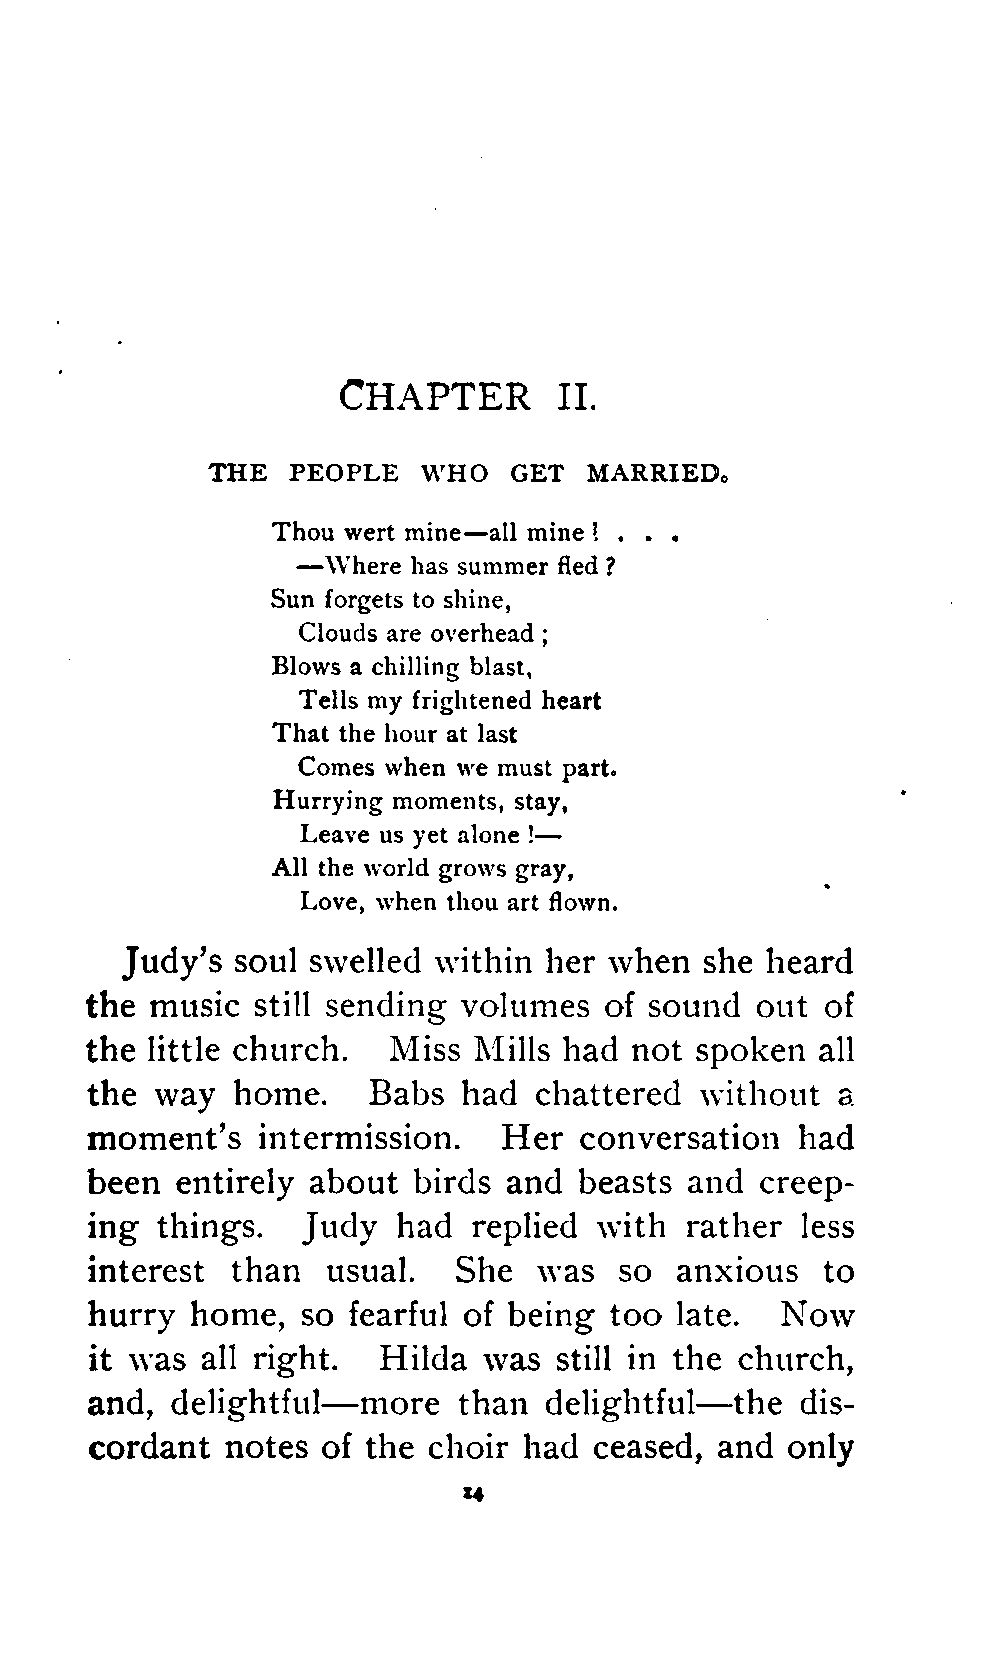 CHAPTER II.
THE PEOPLE WHO GET MARRIED.
Thou wert mine—all mine! . . .
—Where has summer fled?
Sun forgets to shine,
Clouds are overhead;
Blows a chilling blast,
Tells my frightened heart
That the hour at last
Comes when we must part.
Hurrying moments, stay,
Leave us yet alone!—
All the world grows gray,
Love, when thou art flown.
Judy's soul swelled within her when she heard
the music still sending volumes of sound out of
the little church. Miss Mills had not spoken all
the way home. Babs had chattered without a
moment's intermission. Her conversation had
been entirely about birds and beasts and creep-
ing things. Judy had replied with rather less
interest than usual. She was so anxious to
hurry home, so fearful of being too late. Now
it was all right. Hilda was still in the church,
and, delightful—more than delightful—the dis-
cordant notes of the choir had ceased, and only
14